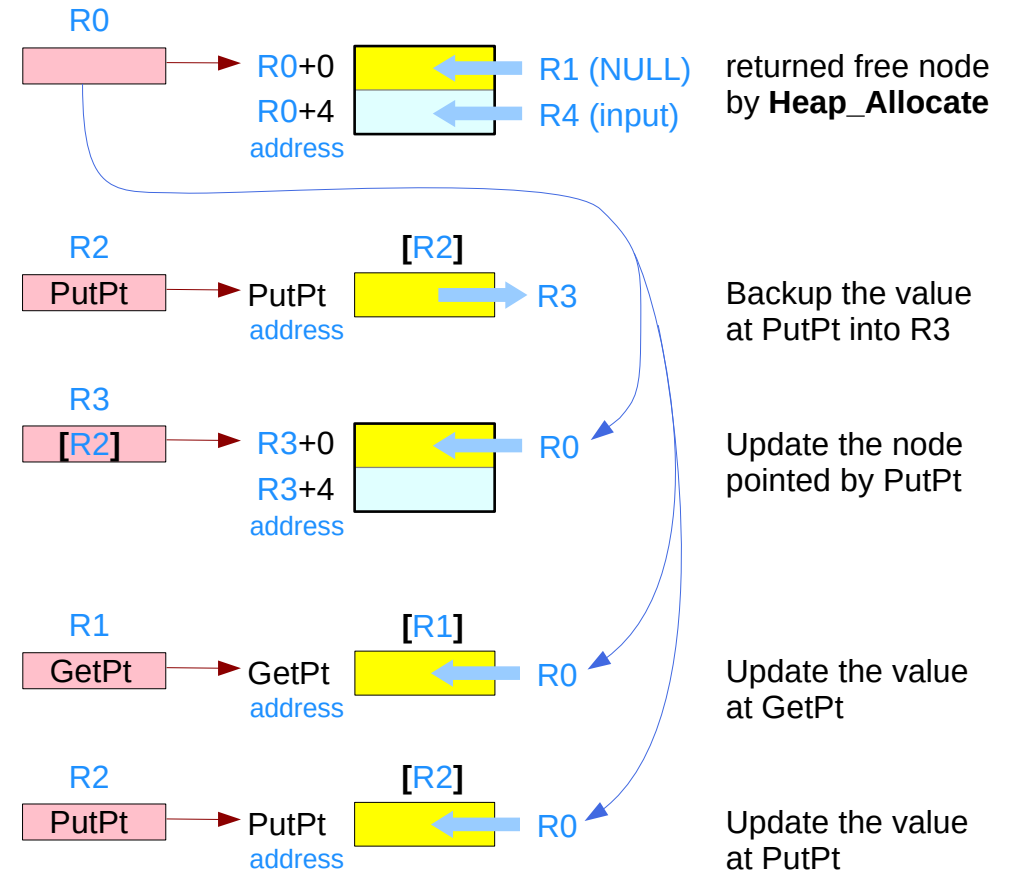 R0
R0+0
R1 (NULL)
returned free node
R0+4
R4 (input)
by Heap_Allocate
address
R2
[R2]
PutPt
PutPt
R3
Backup the value
address
at PutPt into R3
R3
[R2]
R3+0
R0
Update the node
R3+4
pointed by PutPt
address
R1
[R1]
GetPt
GetPt
R0
Update the value
address
at GetPt
R2
[R2]
PutPt
PutPt
R0
Update the value
address
at PutPt